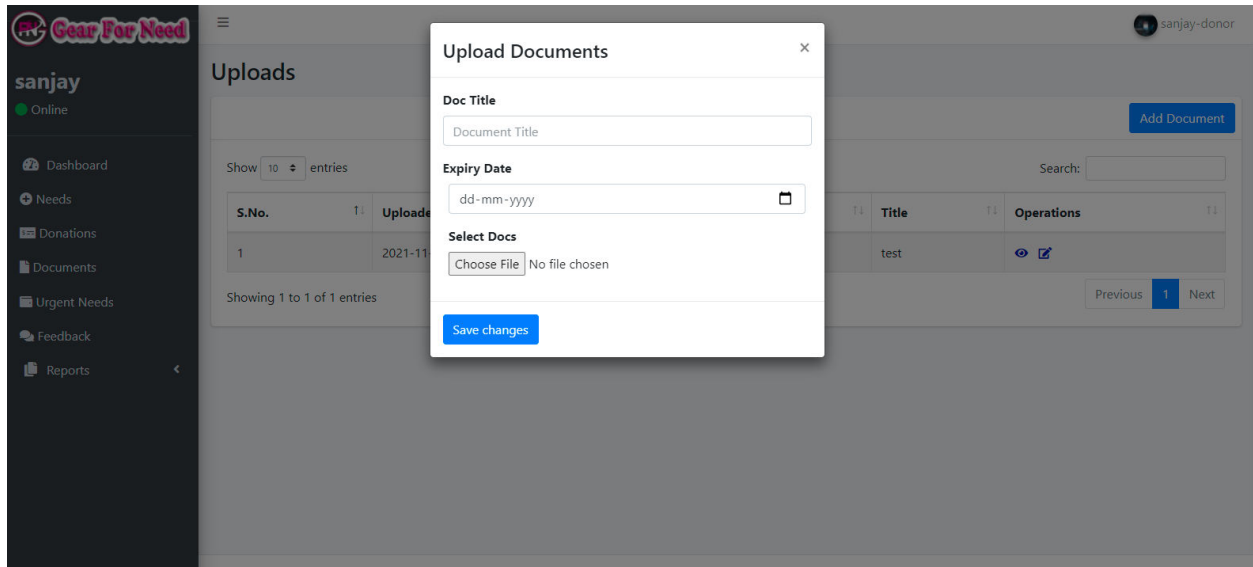 Gear For Need
sanjay-donor
sanjay
Online
Dashboard
Needs
Donations
Documents
Urgent Needs
Feedback
Reports
Uploads
Add Document
Show 10 entries
Search:
S.No. Title Operations
1 test
Showing 1 to 1 of 1 entries
Previous 1 Next
Upload Documents
×
Doc Title
Document Title
Expiry Date
dd-mm-yyyy
Select Docs
Choose File No file chosen
Save changes